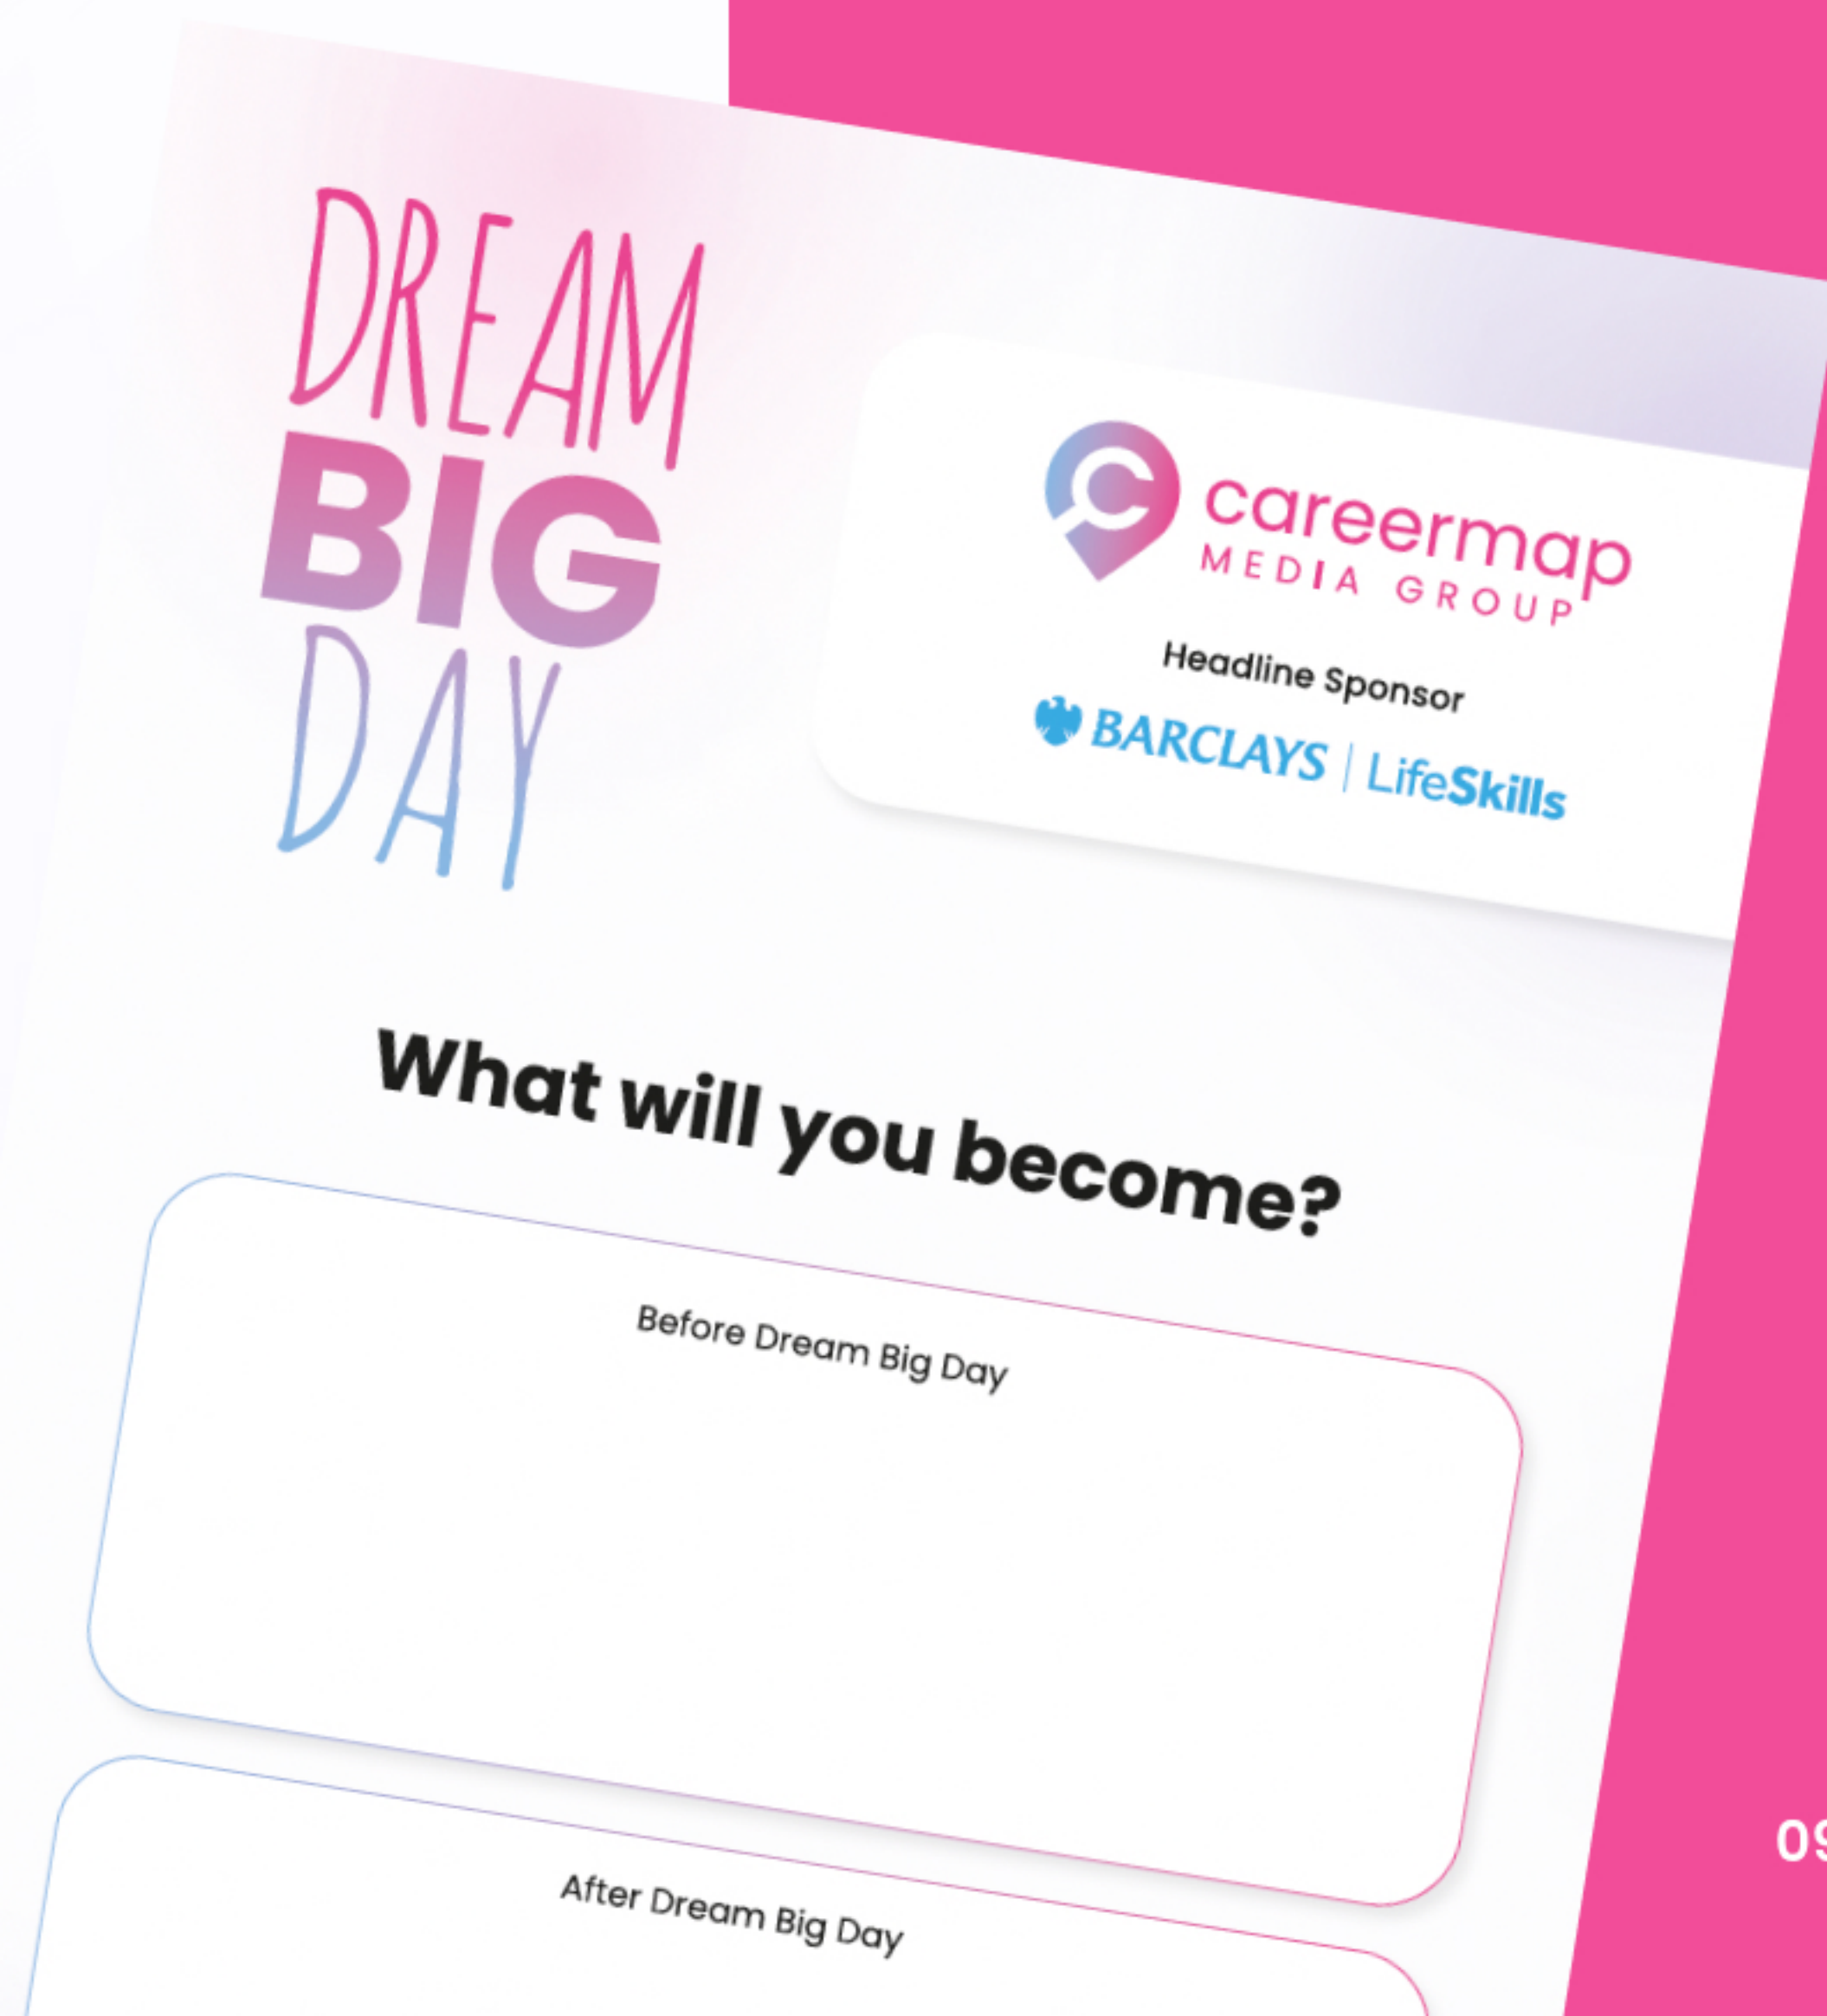 DREAM
BIG
DAY
careermap
MEDIA GROUP
Headline Sponsor
BARCLAYS | LifeSkills
What will you become?
Before Dream Big Day
After Dream Big Day
09